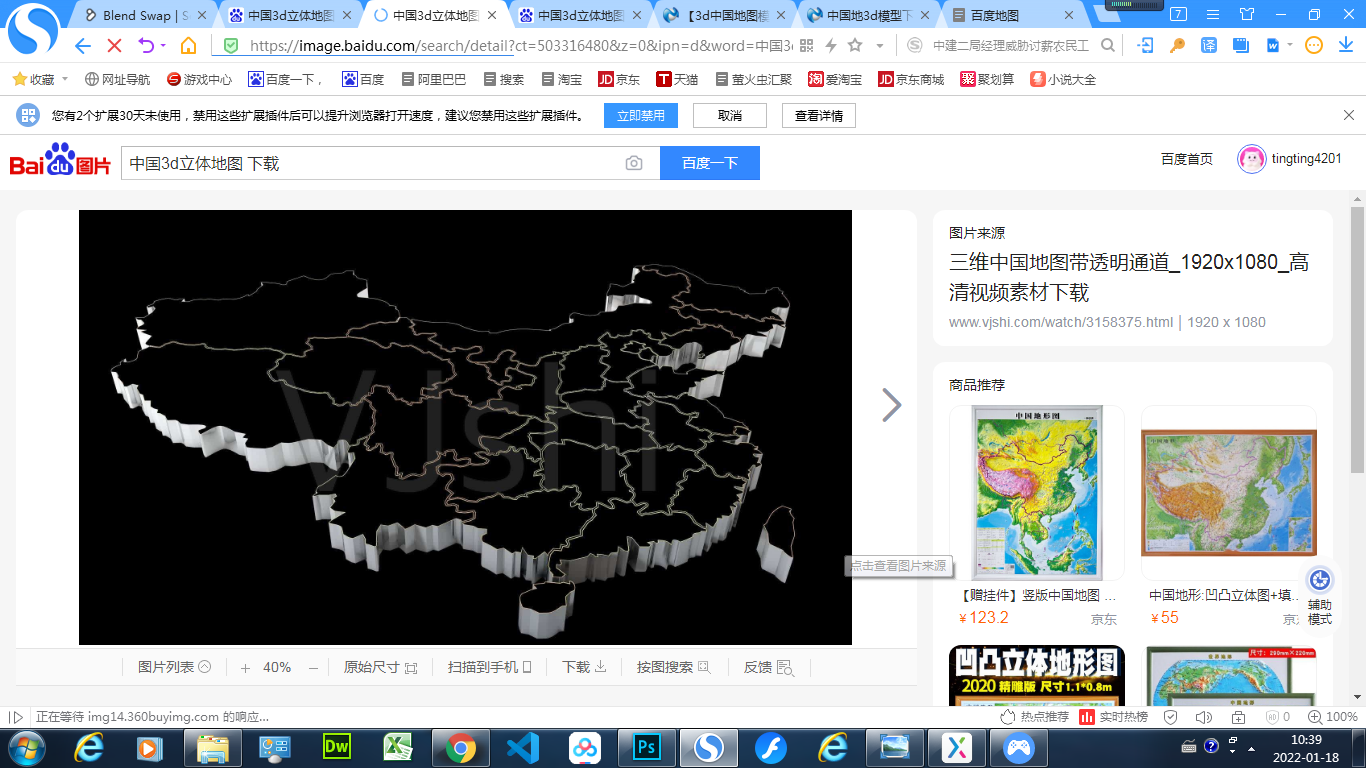 Blend Swap | S
中国3d立体地图
中国3d立体地图
中国3d立体地图
【3d中国地图模
中国地3d模型下
百度地图
7
https://image.baidu.com/search/detail?ct=503316480&z=0&ipn=d&word=中国3d
中建二局经理威胁讨薪农民工
译
收藏
网址导航
游戏中心
百度一下，
百度
阿里巴巴
搜索
淘宝
JD 京东
T 天猫
萤火虫汇聚
淘 爱淘宝
JD 京东商城
聚 聚划算
小说大全
您有2个扩展30天未使用，禁用这些扩展插件后可以提升浏览器打开速度，建议您禁用这些扩展插件。
立即禁用
取消
查看详情
Bai du 图片
中国3d立体地图 下载
百度一下
百度首页
tingting4201
VJshi
图片来源
三维中国地图带透明通道_1920x1080_高
清视频素材下载
www.vjshi.com/watch/3158375.html | 1920 x 1080
商品推荐
中国地形图
【赠挂件】竖版中国地图 ...
¥123.2
京东
中国地形:凹凸立体图+填...
¥55
点击查看图片来源
辅助
模式
凹凸立体地形图
2020 精雕版 尺寸1.1*0.8m
图片列表
40%
原始尺寸
扫描到手机
下载
按图搜索
反馈
正在等待 img14.360buyimg.com 的响应...
热点推荐
实时热榜
0
100%
Dw
Ps
10:39
2022-01-18